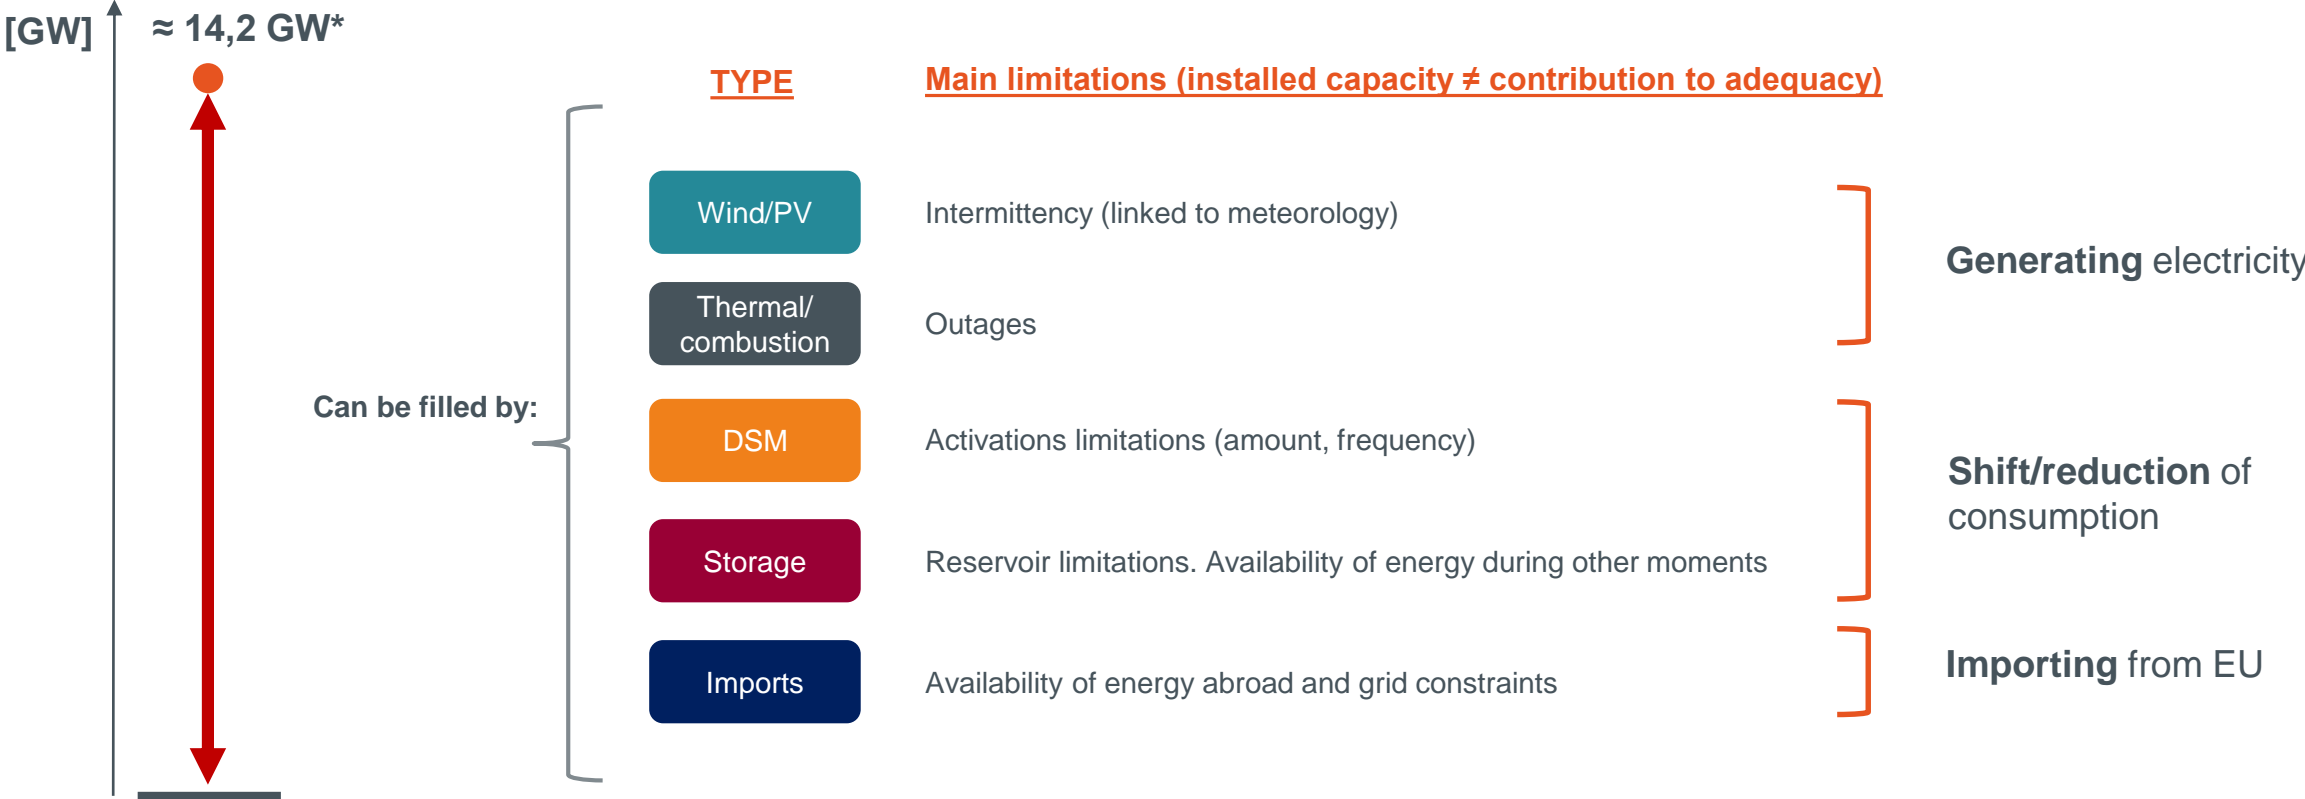 [GW]
≈ 14,2 GW*
TYPE
Main limitations (installed capacity ≠ contribution to adequacy)
Wind/PV
Intermittency (linked to meteorology)
Generating electricity
Thermal/
combustion
Outages
Can be filled by:
DSM
Activations limitations (amount, frequency)
Shift/reduction of
consumption
Storage
Reservoir limitations. Availability of energy during other moments
Imports
Availability of energy abroad and grid constraints
Importing from EU